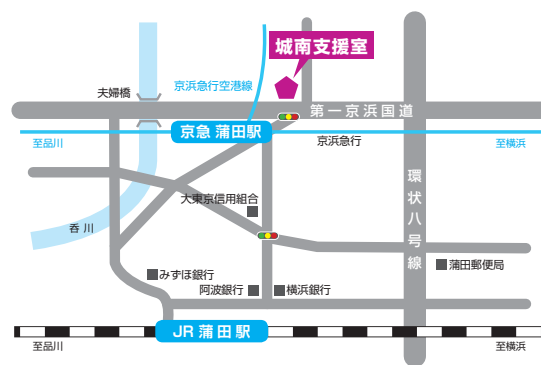 城南支援室
夫婦橋
京浜急行空港線
第一京浜国道
京急 蒲田駅
至品川
京浜急行
至横浜
環状八号線
大東京信用組合
呑川
蒲田郵便局
みずほ銀行
阿波銀行
横浜銀行
JR 蒲田駅
至品川
至横浜